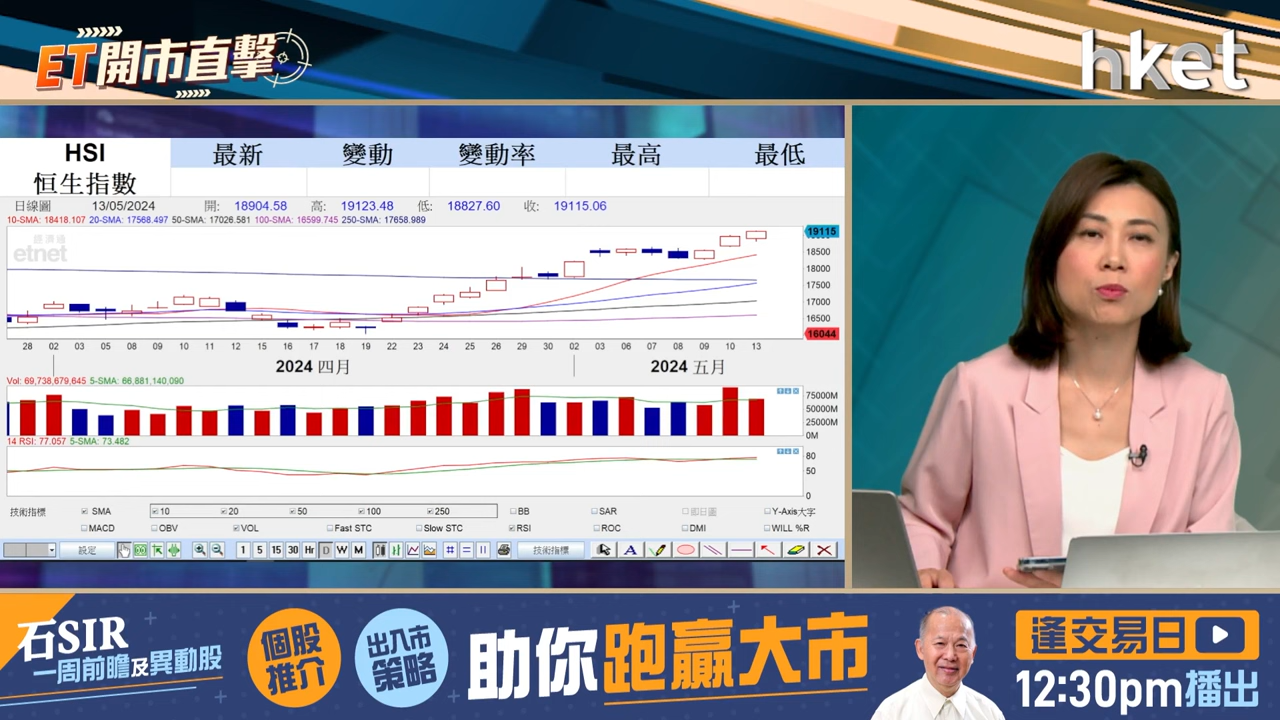 ET開市直擊
hket
HSI
恒生指數
最新 變動 變動率 最高 最低
日線圖 13/05/2024 開: 18904.58 高: 19123.48 低: 18827.60 收: 19115.06
10-SMA: 18418.107 20-SMA: 17568.497 50-SMA: 17026.581 100-SMA: 16599.745 250-SMA: 17658.989
經濟通
etnet
19115
18500
18000
17500
17000
16500
16044
28 02 03 05 08 09 10 11 12 15 16 17 18 19 22 23 24 25 26 29 30 02 03 06 07 08 09 10 13
2024 四月 2024 五月
Vol: 69,738,679,645 5-SMA: 66,881,140,090
75000M
50000M
25000M
0M
14 RSI: 77.057 5-SMA: 73.482
80
50
0
技術指標 SMA 10 20 50 100 250 BB SAR 即日圖 Y-Axis大字
MACD OBV VOL Fast STC Slow STC RSI ROC DMI WILL %R
設定 1 5 15 30 Hr D W M 技術指標 A
石SIR
一周前瞻及異動股
個股
推介
出入市
策略
助你跑贏大市
逢交易日
12:30pm播出